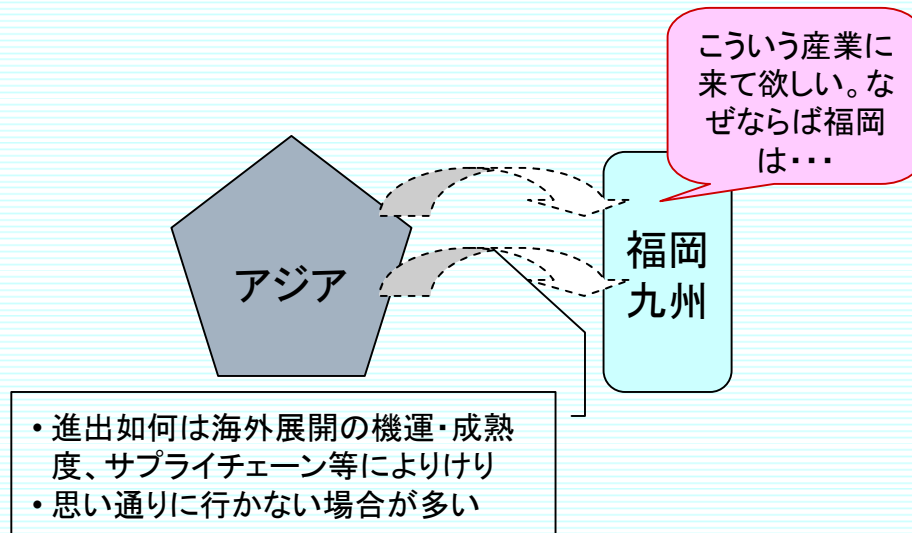 こういう産業に
来て欲しい。な
ぜならば福岡
は・・・
アジア
福岡
九州
• 進出如何は海外展開の機運・成熟
度、サプライチェーン等によりけり
• 思い通りに行かない場合が多い